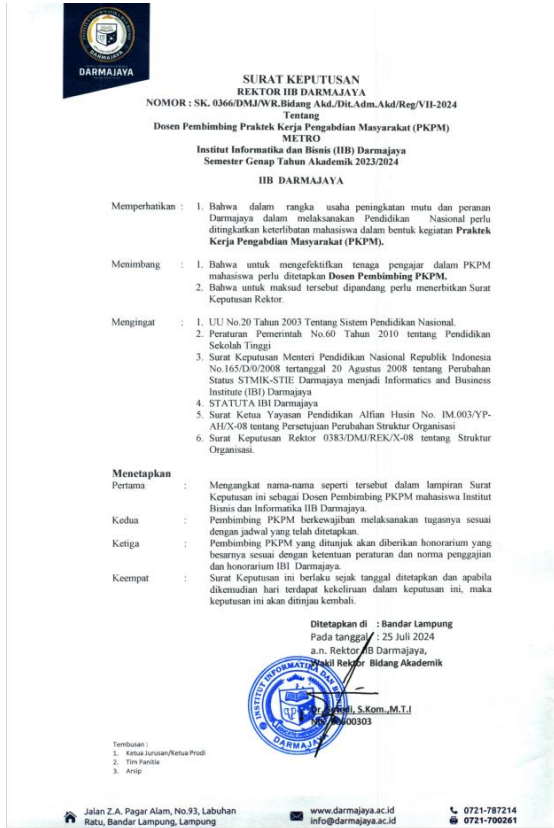 DARMAJAYA
SURAT KEPUTUSAN
REKTOR IIB DARMAJAYA
NOMOR : SK. 0366/DMJ/WR.Bidang Akd./Dit.Adm.Akd/Reg/VII-2024
Tentang
Dosen Pembimbing Praktek Kerja Pengabdian Masyarakat (PKPM)
METRO
Institut Informatika dan Bisnis (IIB) Darmajaya
Semester Genap Tahun Akademik 2023/2024
IIB DARMAJAYA
Memperhatikan : 1. Bahwa dalam rangka usaha peningkatan mutu dan peranan
Darmajaya dalam melaksanakan Pendidikan Nasional perlu
ditingkatkan keterlibatan mahasiswa dalam bentuk kegiatan Praktek
Kerja Pengabdian Masyarakat (PKPM).
Menimbang : 1. Bahwa untuk mengefektifkan tenaga pengajar dalam PKPM
mahasiswa perlu ditetapkan Dosen Pembimbing PKPM.
2. Bahwa untuk maksud tersebut dipandang perlu menerbitkan Surat
Keputusan Rektor.
Mengingat : 1. UU No.20 Tahun 2003 Tentang Sistem Pendidikan Nasional.
2. Peraturan Pemerintah No.60 Tahun 2010 tentang Pendidikan
Sekolah Tinggi
3. Surat Keputusan Menteri Pendidikan Nasional Republik Indonesia
No.165/D/0/2008 tertanggal 20 Agustus 2008 tentang Perubahan
Status STMIK-STIE Darmajaya menjadi Informatics and Business
Institute (IBI) Darmajaya
4. STATUTA IBI Darmajaya
5. Surat Ketua Yayasan Pendidikan Alfian Husin No. IM.003/YP-
AH/X-08 tentang Persetujuan Perubahan Struktur Organisasi
6. Surat Keputusan Rektor 0383/DMJ/REK/X-08 tentang Struktur
Organisasi.
Menetapkan
Pertama : Mengangkat nama-nama seperti tersebut dalam lampiran Surat
Keputusan ini sebagai Dosen Pembimbing PKPM mahasiswa Institut
Bisnis dan Informatika IIB Darmajaya.
Kedua : Pembimbing PKPM berkewajiban melaksanakan tugasnya sesuai
dengan jadwal yang telah ditetapkan.
Ketiga : Pembimbing PKPM yang ditunjuk akan diberikan honorarium yang
besarnya sesuai dengan ketentuan peraturan dan norma penggajian
dan honorarium IBI Darmajaya.
Keempat : Surat Keputusan ini berlaku sejak tanggal ditetapkan dan apabila
dikemudian hari terdapat kekeliruan dalam keputusan ini, maka
keputusan ini akan ditinjau kembali.
Ditetapkan di : Bandar Lampung
Pada tanggal : 25 Juli 2024
a.n. Rektor IIB Darmajaya,
Wakil Rektor Bidang Akademik
INSTITUT INFORMATIKA DAN
DARMAJAYA
Dr. S.Kom.,M.T.I
Tembusan :
1. Ketua Jurusan/Ketua Prodi
2. Tim Panitia
3. Arsip
Jalan Z.A. Pagar Alam, No.93, Labuhan
Ratu, Bandar Lampung, Lampung
www.darmajaya.ac.id
info@darmajaya.ac.id
0721-787214
0721-700261